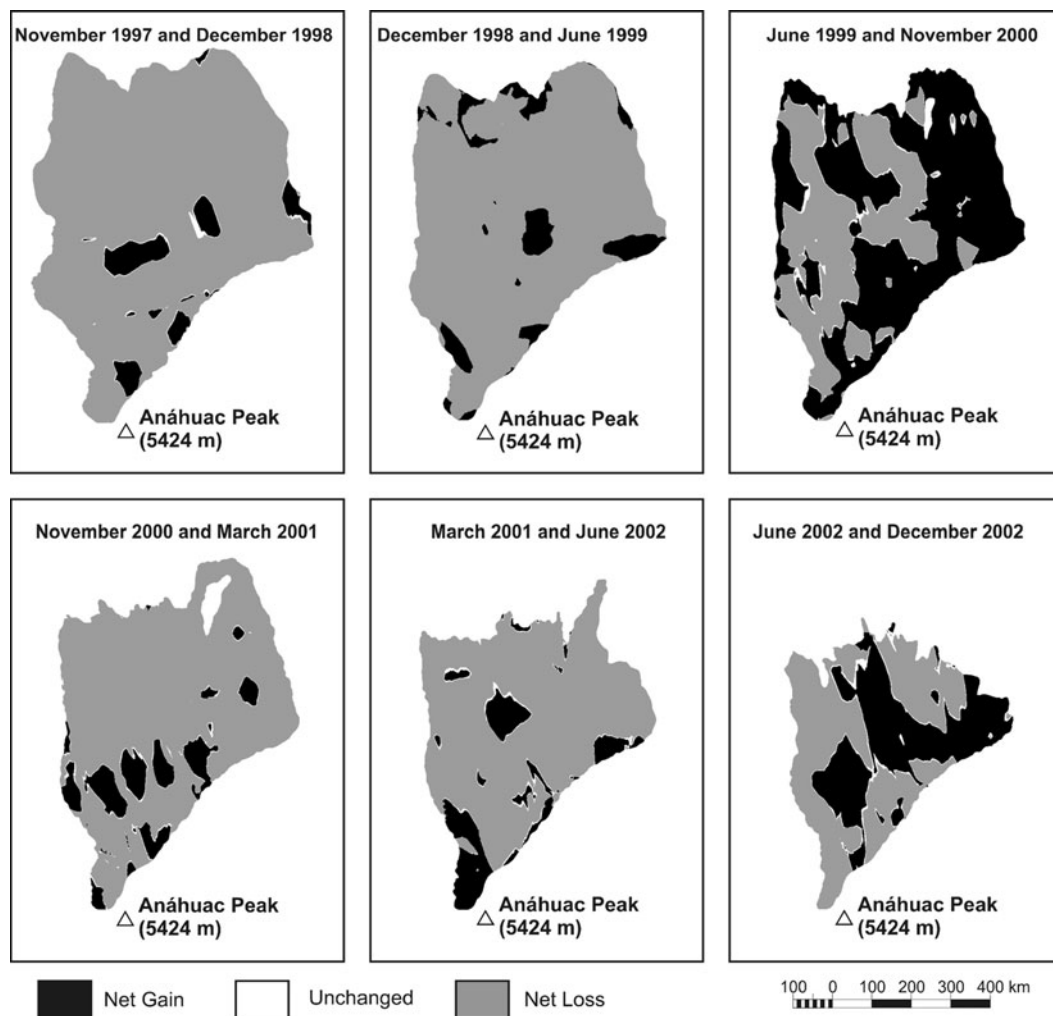 November 1997 and December 1998
Anáhuac Peak
(5424 m)
December 1998 and June 1999
Anáhuac Peak
(5424 m)
June 1999 and November 2000
Anáhuac Peak
(5424 m)
November 2000 and March 2001
Anáhuac Peak
(5424 m)
March 2001 and June 2002
Anáhuac Peak
(5424 m)
June 2002 and December 2002
Anáhuac Peak
(5424 m)
Net Gain
Unchanged
Net Loss
100 0 100 200 300 400 km